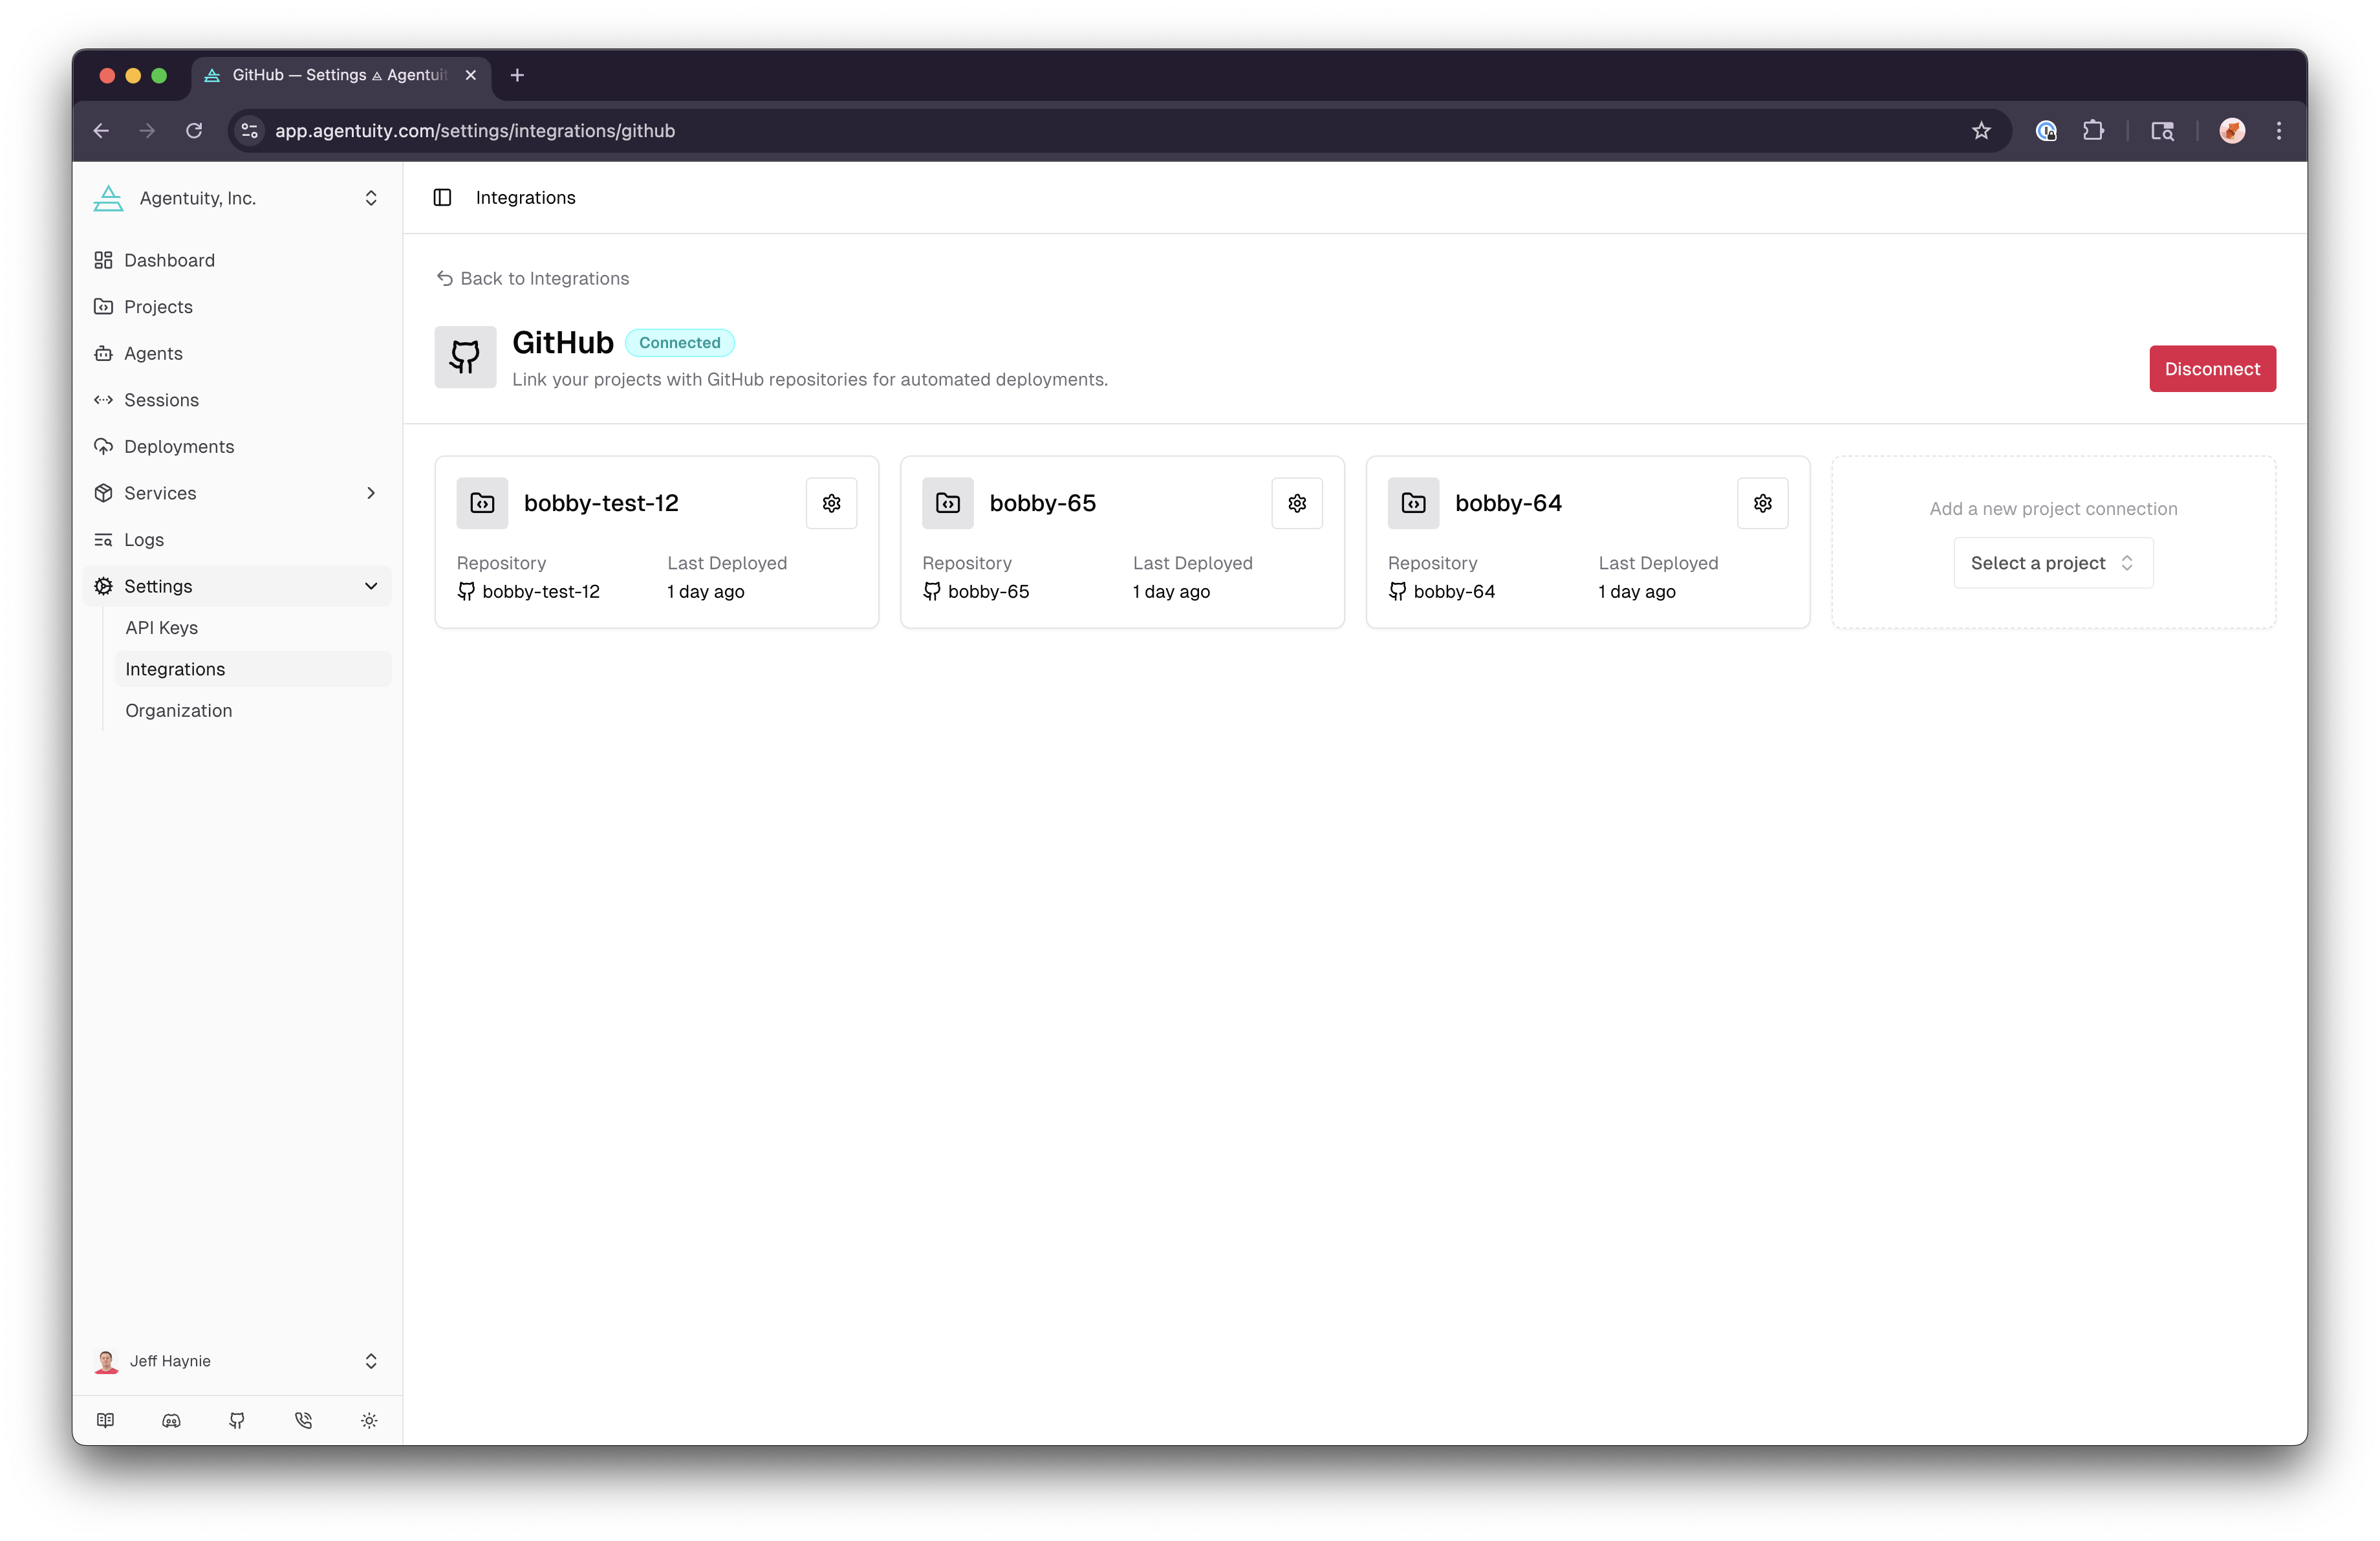 GitHub — Settings ⟁ Agentuit
app.agentuity.com/settings/integrations/github
Agentuity, Inc.
Dashboard
Projects
Agents
Sessions
Deployments
Services
Logs
Settings
API Keys
Integrations
Organization
Jeff Haynie
Integrations
Back to Integrations
GitHub Connected
Link your projects with GitHub repositories for automated deployments.
Disconnect
bobby-test-12
Repository Last Deployed
bobby-test-12 1 day ago
bobby-65
Repository Last Deployed
bobby-65 1 day ago
bobby-64
Repository Last Deployed
bobby-64 1 day ago
Add a new project connection
Select a project